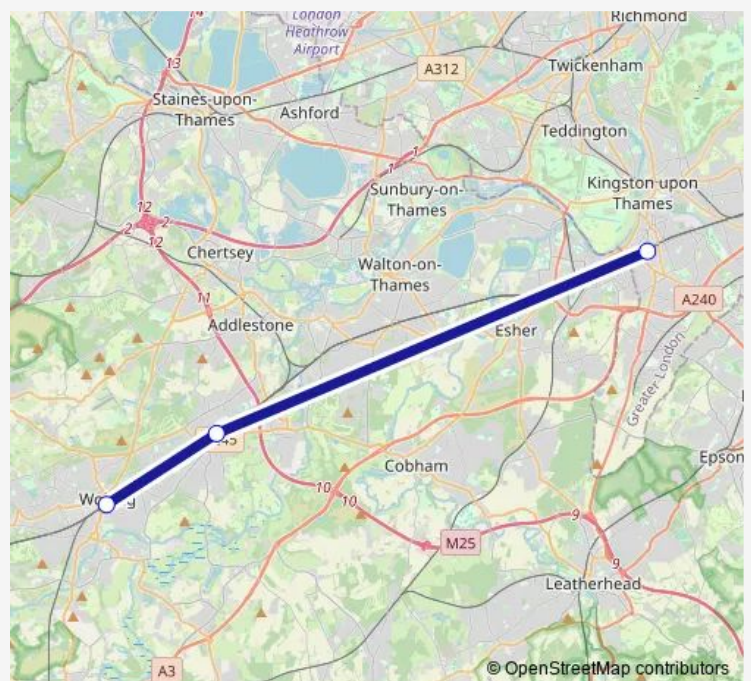 London
Heathrow
Airport
14
Richmond
13
A312
Twickenham
Staines-upon-
Thames
Ashford
Teddington
1
1
Sunbury-on-
Thames
Kingston upon
Thames
12
2
2
12
Chertsey
Walton-on-
Thames
11
A240
Addlestone
Esher
Greater London
Cobham
10
10
9
M25
9
Leatherhead
A3
© OpenStreetMap contributors